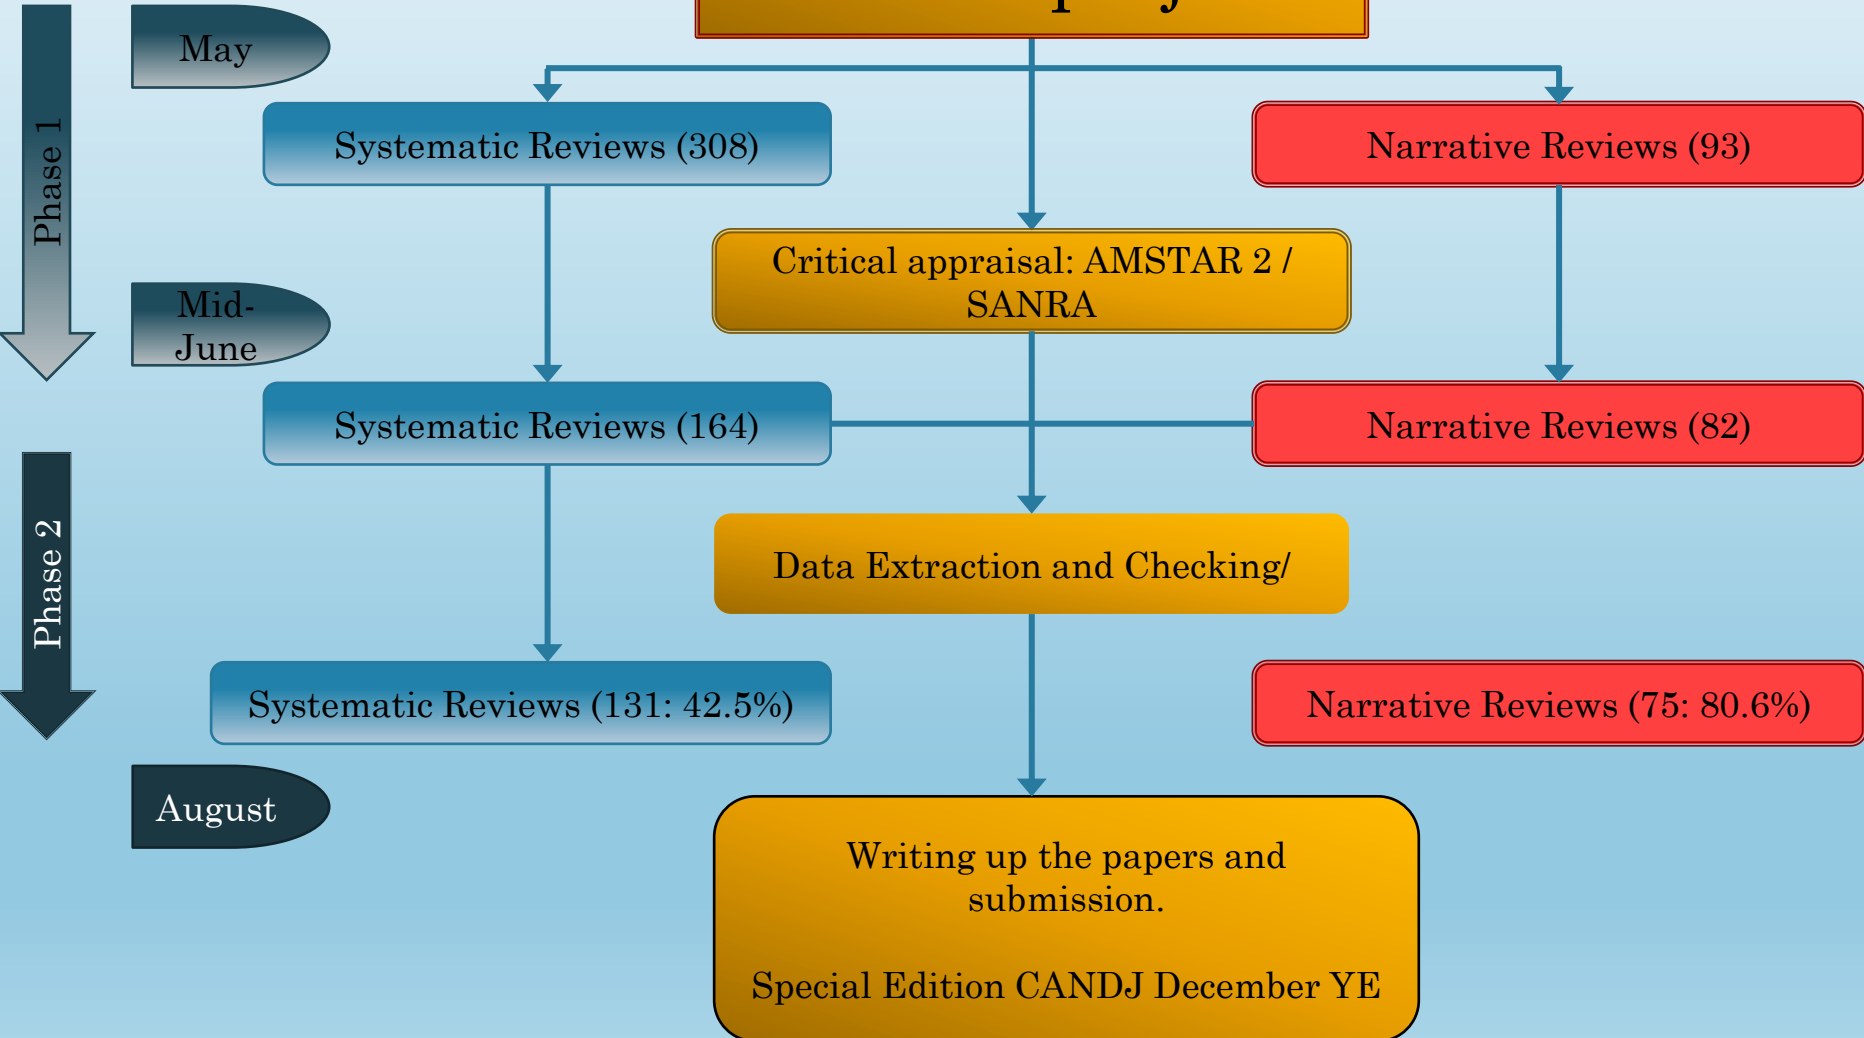 May
Phase 1
Systematic Reviews (308)
Narrative Reviews (93)
Critical appraisal: AMSTAR 2 /
SANRA
Mid-
June
Systematic Reviews (164)
Narrative Reviews (82)
Phase 2
Data Extraction and Checking/
Systematic Reviews (131: 42.5%)
Narrative Reviews (75: 80.6%)
August
Writing up the papers and
submission.
Special Edition CANDJ December YE